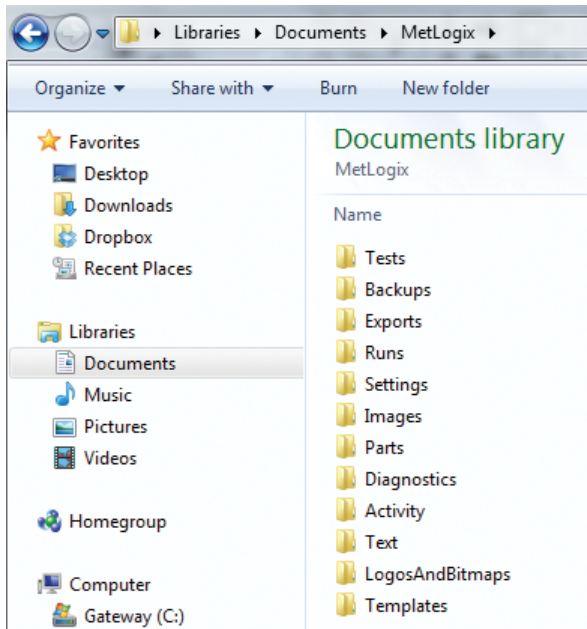 Libraries Documents MetLogix
Organize Share with Burn New folder
Favorites
Desktop
Downloads
Dropbox
Recent Places
Libraries
Documents
Music
Pictures
Videos
Homegroup
Computer
Gateway (C:)
Documents library
MetLogix
Name
Tests
Backups
Exports
Runs
Settings
Images
Parts
Diagnostics
Activity
Text
LogosAndBitmaps
Templates